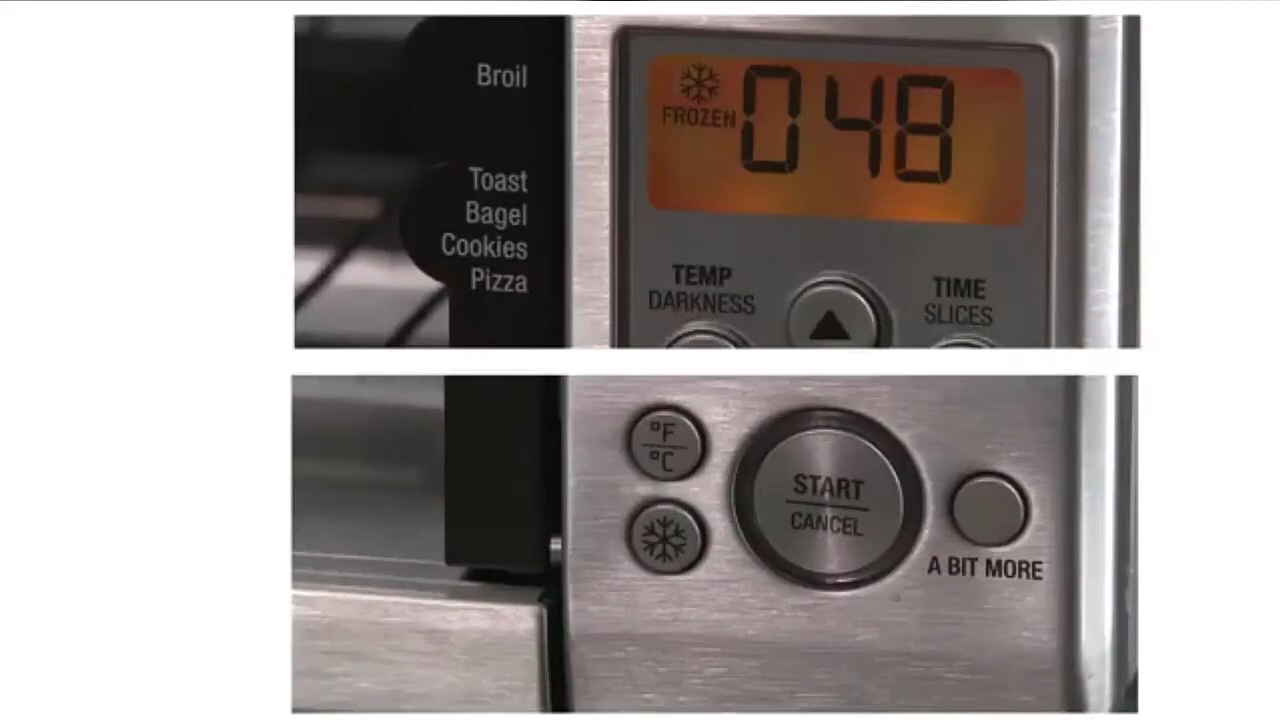 Broil
Toast
Bagel
Cookies
Pizza
FROZEN
048
TEMP
DARKNESS
TIME
SLICES
°F
°C
START
CANCEL
A BIT MORE